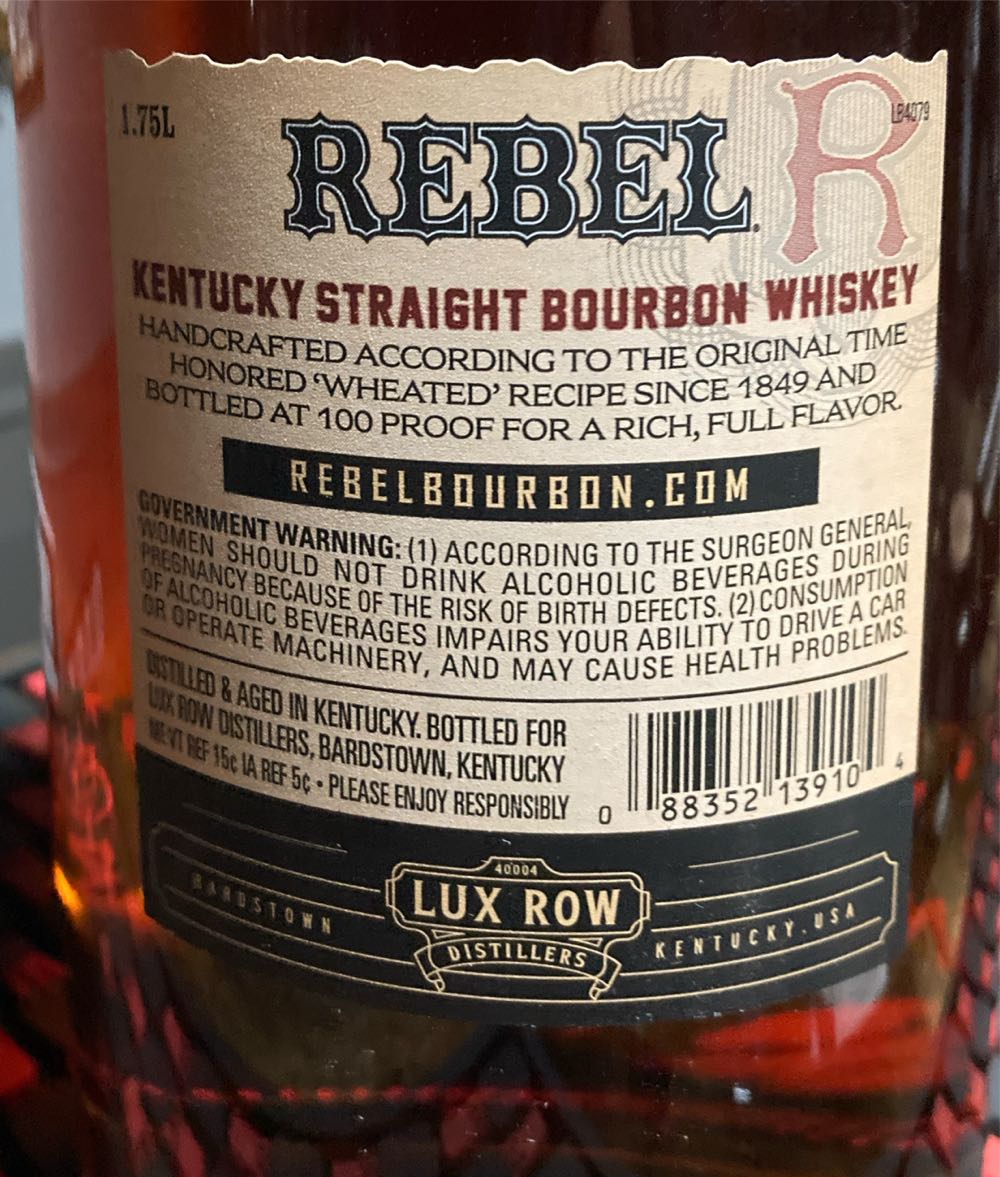 1.75L
LB4079
R
REBEL.
KENTUCKY STRAIGHT BOURBON WHISKEY
HANDCRAFTED ACCORDING TO THE ORIGINAL TIME
HONORED ‘WHEATED’ RECIPE SINCE 1849 AND
BOTTLED AT 100 PROOF FOR A RICH, FULL FLAVOR.
REBELBOURBON.COM
GOVERNMENT WARNING: (1) ACCORDING TO THE SURGEON GENERAL,
WOMEN SHOULD NOT DRINK ALCOHOLIC BEVERAGES DURING
PREGNANCY BECAUSE OF THE RISK OF BIRTH DEFECTS. (2) CONSUMPTION
OF ALCOHOLIC BEVERAGES IMPAIRS YOUR ABILITY TO DRIVE A CAR
OR OPERATE MACHINERY, AND MAY CAUSE HEALTH PROBLEMS.
DISTILLED & AGED IN KENTUCKY. BOTTLED FOR
LUX ROW DISTILLERS, BARDSTOWN, KENTUCKY
ME VT REF 15¢ IA REF 5¢ • PLEASE ENJOY RESPONSIBLY
0 88352 13910 4
40004
LUX ROW
DISTILLERS
BARDSTOWN
KENTUCKY, USA